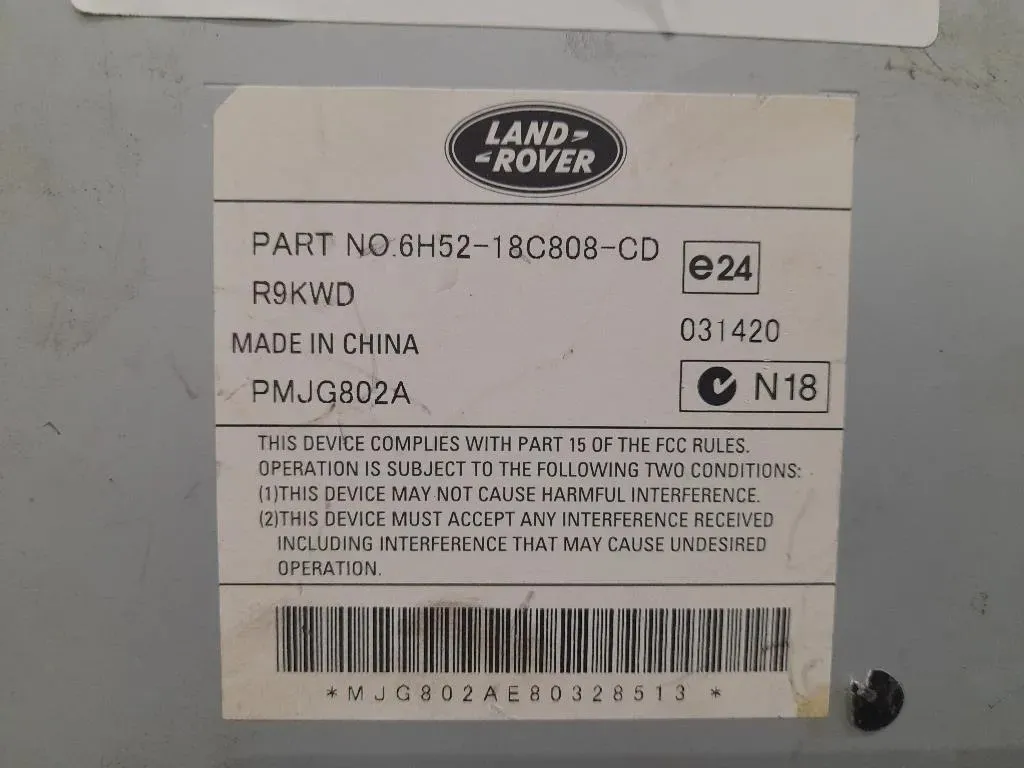 LAND-
-ROVER
PART NO.6H52-18C808-CD
e24
R9KWD
031420
MADE IN CHINA
PMJG802A
N18
THIS DEVICE COMPLIES WITH PART 15 OF THE FCC RULES.
OPERATION IS SUBJECT TO THE FOLLOWING TWO CONDITIONS:
(1)THIS DEVICE MAY NOT CAUSE HARMFUL INTERFERENCE.
(2)THIS DEVICE MUST ACCEPT ANY INTERFERENCE RECEIVED
INCLUDING INTERFERENCE THAT MAY CAUSE UNDESIRED
OPERATION.
*MJG802AE80328513*